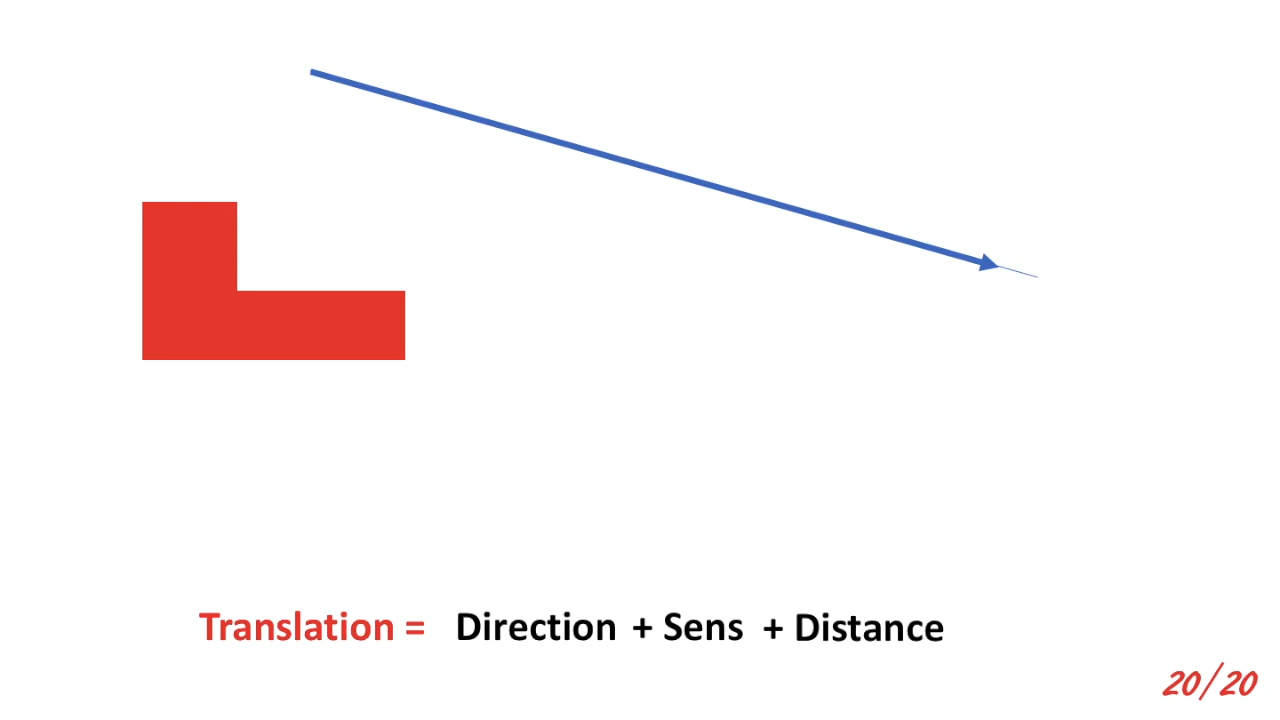 Translation = Direction + Sens + Distance
20/20